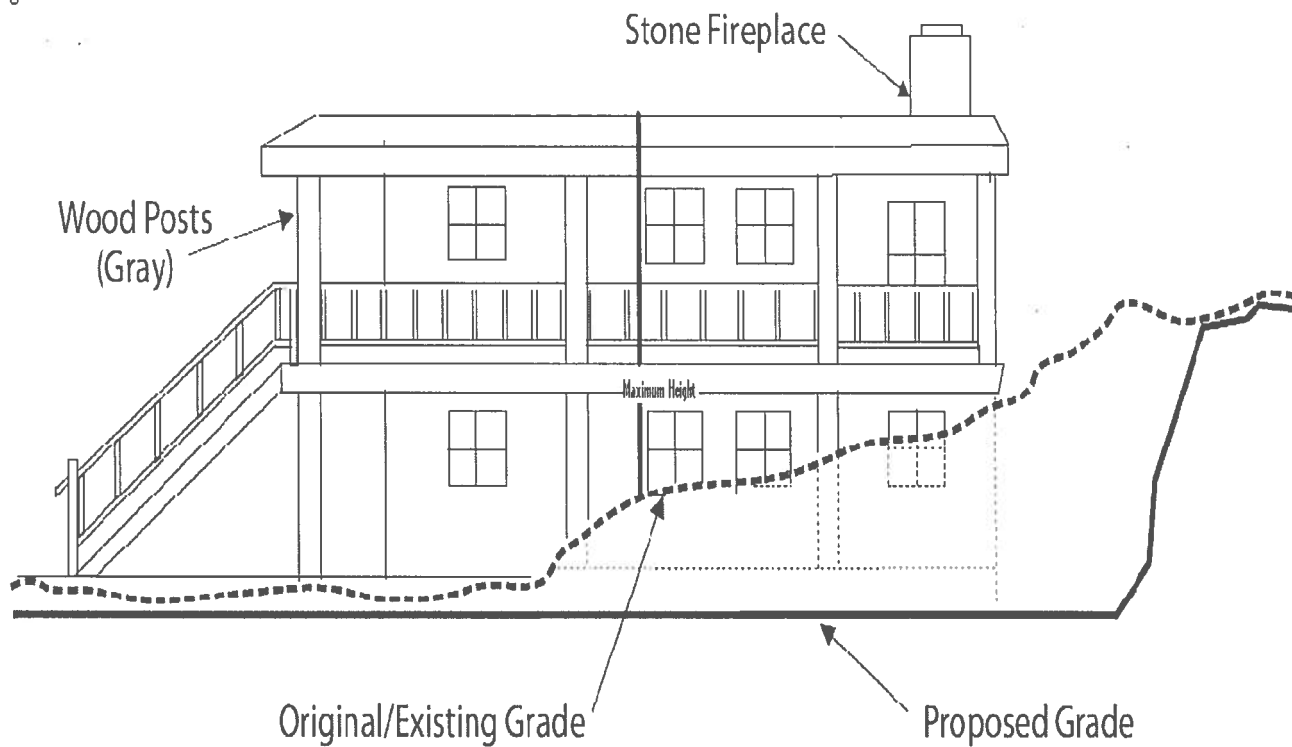 Stone Fireplace
Wood Posts
(Gray)
Maximum Height
Original/Existing Grade
Proposed Grade